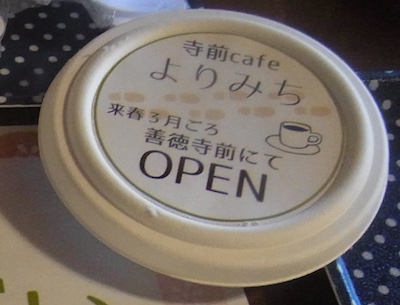 寺前cafe
よりみち
来春3月ごろ
善徳寺前にて
OPEN